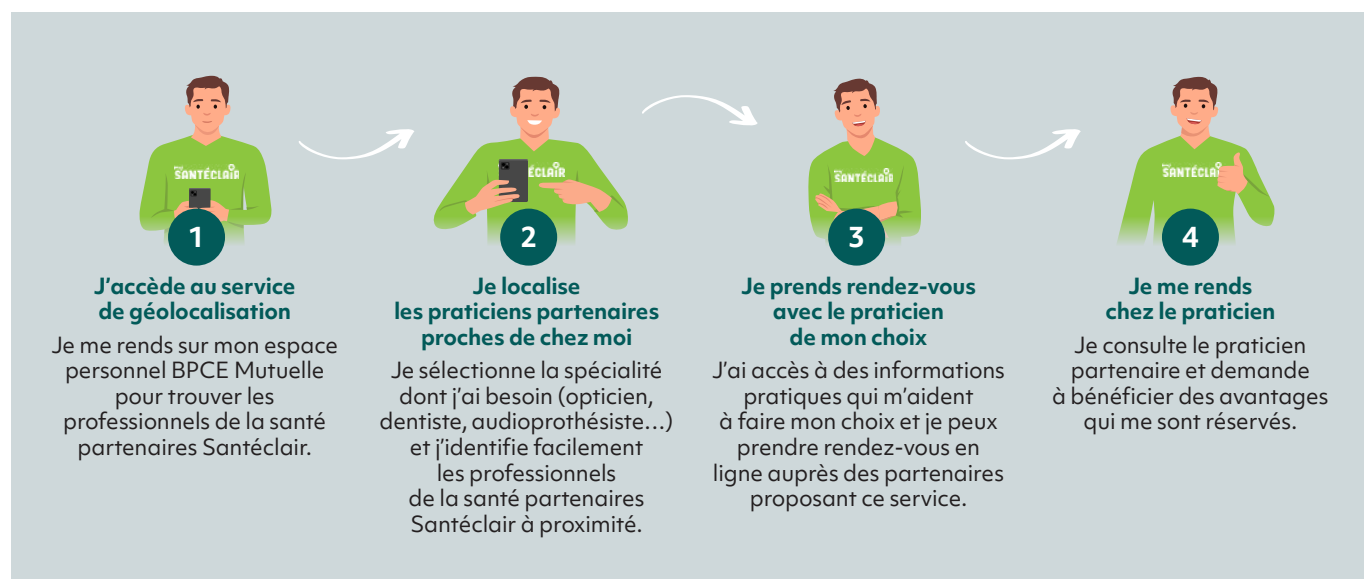 SANTÉCLAIR
1
J’accède au service
de géolocalisation
Je me rends sur mon espace
personnel BPCE Mutuelle
pour trouver les
professionnels de la santé
partenaires Santéclair.
ÉCLAIR
2
Je localise
les praticiens partenaires
proches de chez moi
Je sélectionne la spécialité
dont j’ai besoin (opticien,
dentiste, audioprothésiste…)
et j’identifie facilement
les professionnels
de la santé partenaires
Santéclair à proximité.
SANTÉCLAIR
3
Je prends rendez-vous
avec le praticien
de mon choix
J’ai accès à des informations
pratiques qui m’aident
à faire mon choix et je peux
prendre rendez-vous en
ligne auprès des partenaires
proposant ce service.
SANTÉCLAI
4
Je me rends
chez le praticien
Je consulte le praticien
partenaire et demande
à bénéficier des avantages
qui me sont réservés.